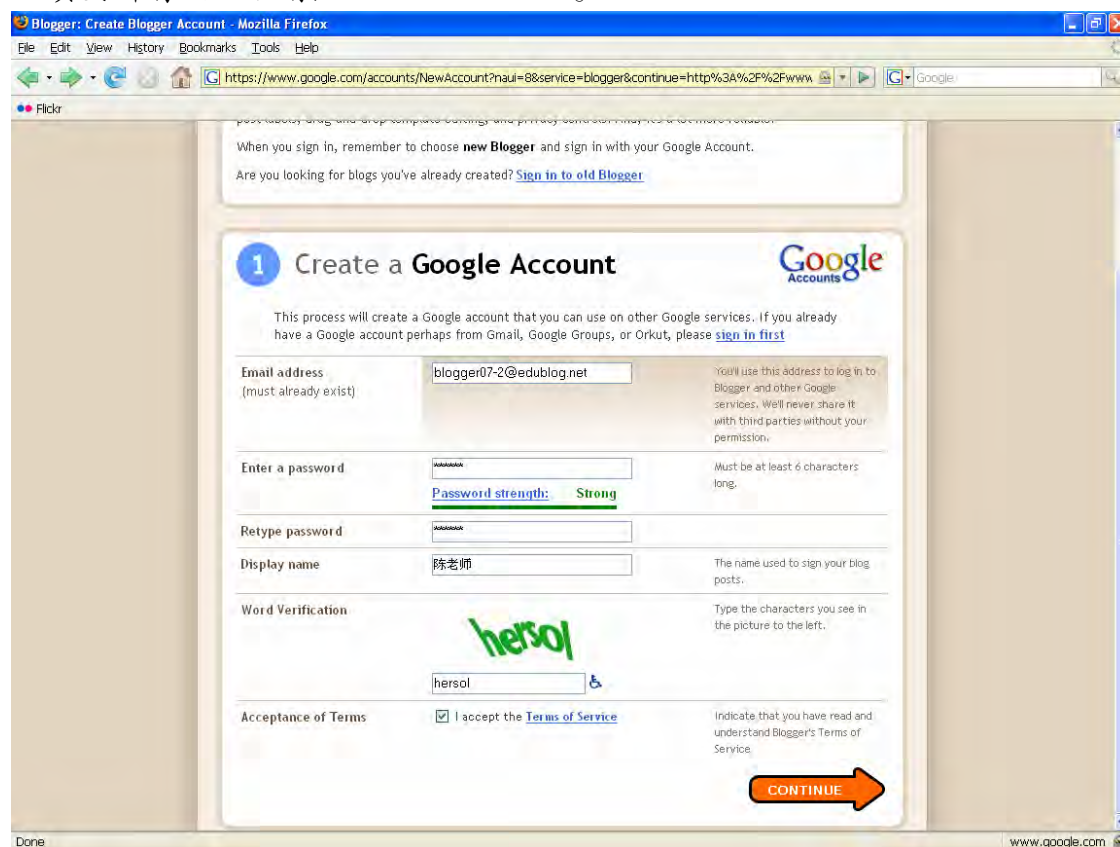 Blogger: Create Blogger Account - Mozilla Firefox
File Edit View History Bookmarks Tools Help
https://www.google.com/accounts/NewAccount?naui=8&service=blogger&continue=http%3A%2F%2Fwww
Google
Flickr
When you sign in, remember to choose new Blogger and sign in with your Google Account.
Are you looking for blogs you've already created? Sign in to old Blogger
1 Create a Google Account
Google
Accounts
This process will create a Google account that you can use on other Google services. If you already
have a Google account perhaps from Gmail, Google Groups, or Orkut, please sign in first
Email address
(must already exist)
blogger07-2@edublog.net
You'll use this address to log in to
Blogger and other Google
services. We'll never share it
with third parties without your
permission.
Enter a password
******
Must be at least 6 characters
long.
Password strength: Strong
Retype password
******
Display name
陈老师
The name used to sign your blog
posts.
Word Verification
hersol
Type the characters you see in
the picture to the left.
hersol
Acceptance of Terms
I accept the Terms of Service
Indicate that you have read and
understand Blogger's Terms of
Service
CONTINUE
Done
www.google.com